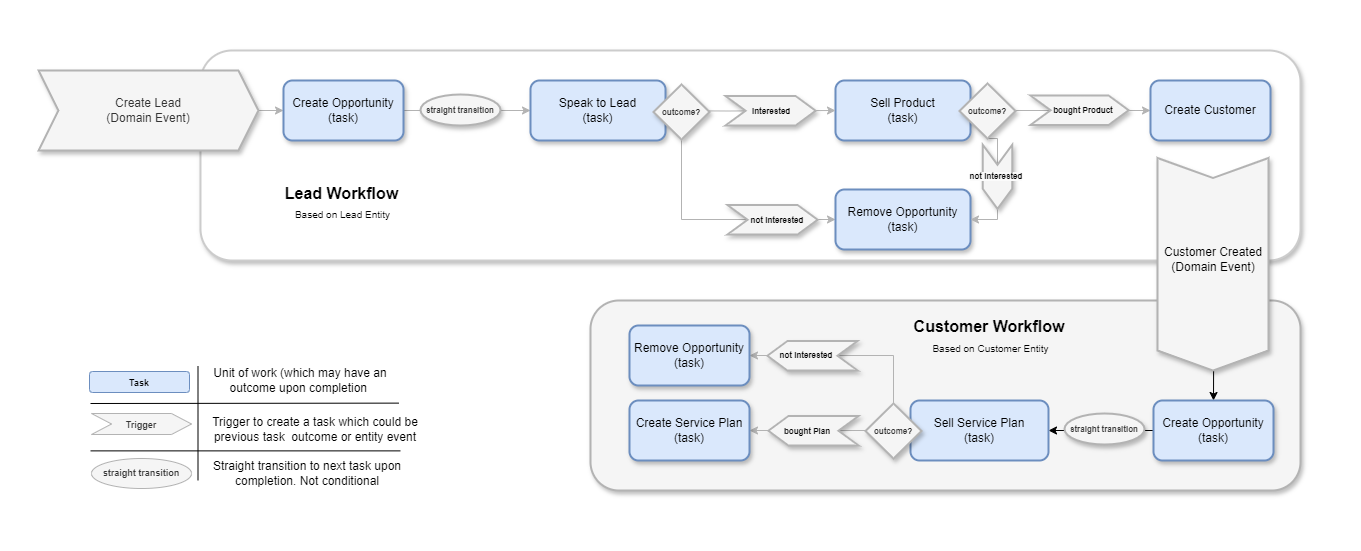 Create Lead
(Domain Event)
Create Opportunity
(task)
straight transition
Speak to Lead
(task)
outcome?
Interested
Sell Product
(task)
outcome?
bought Product
Create Customer
not Interested
Lead Workflow
Based on Lead Entity
not Interested
Remove Opportunity
(task)
Customer Created
(Domain Event)
Customer Workflow
Based on Customer Entity
Remove Opportunity
(task)
not Interested
Create Service Plan
(task)
bought Plan
outcome?
Sell Service Plan
(task)
straight transition
Create Opportunity
(task)
Task
Unit of work (which may have an
outcome upon completion
Trigger
Trigger to create a task which could be
previous task outcome or entity event
straight transition
Straight transition to next task upon
completion. Not conditional